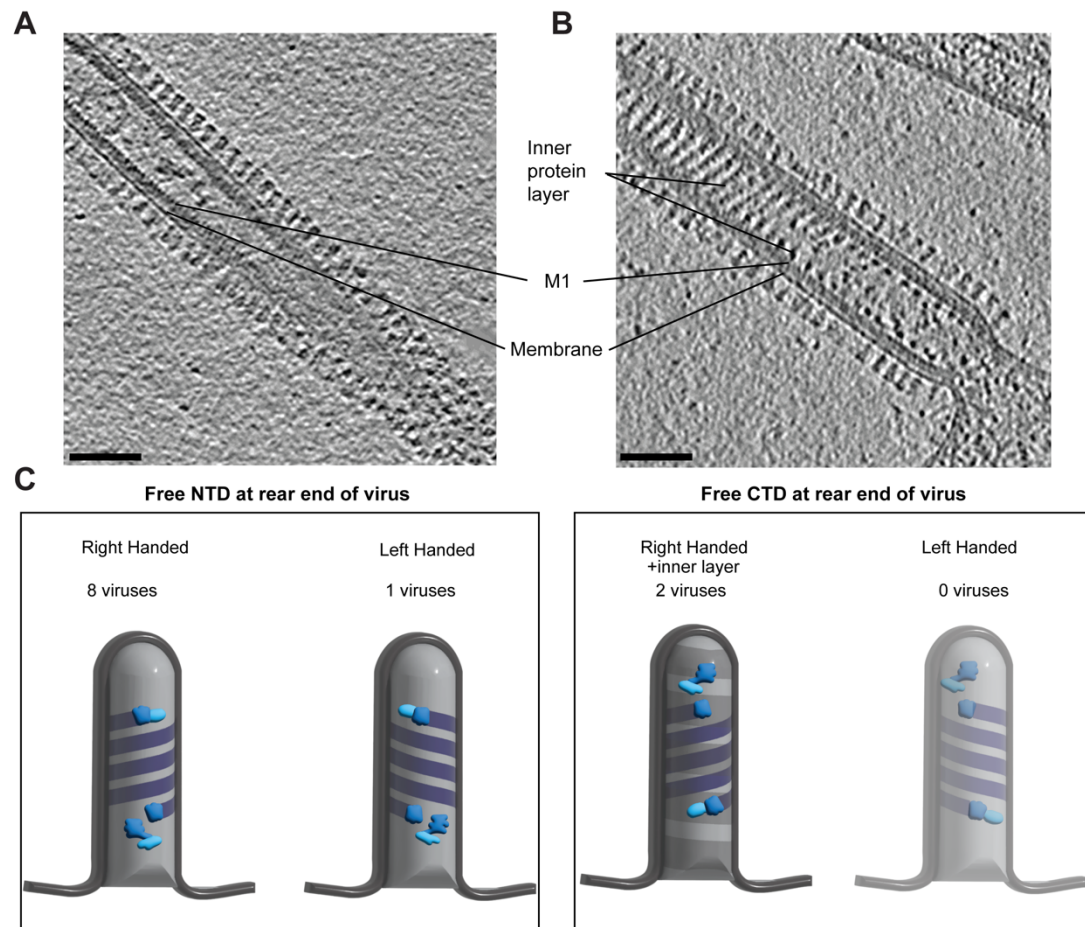 A
B
Inner
protein
layer
M1
Membrane
C
Free NTD at rear end of virus
Free CTD at rear end of virus
Right Handed
8 viruses
Left Handed
1 viruses
Right Handed
+inner layer
2 viruses
Left Handed
0 viruses